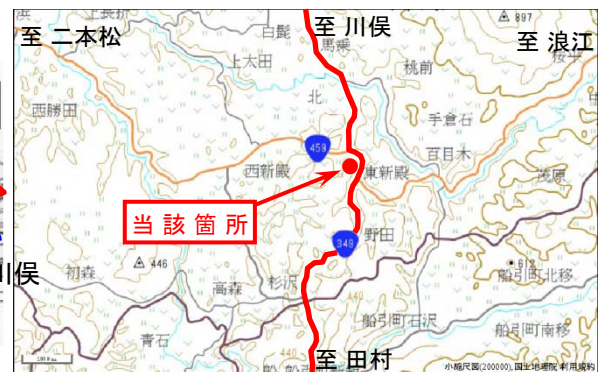 至 川俣
897
至 二本松
至 浪江
白髭
馬乗
上太田
桃前
北
西勝田
手倉石
459
百目木
西新殿
東新殿
茂原
当該箇所
349
野田
川俣
初森
446
高森
杉沢
612
船引町北移
船引町石沢
船引町南移
青石
至 田村
小縮尺図(200000),国土地理院 利用規約